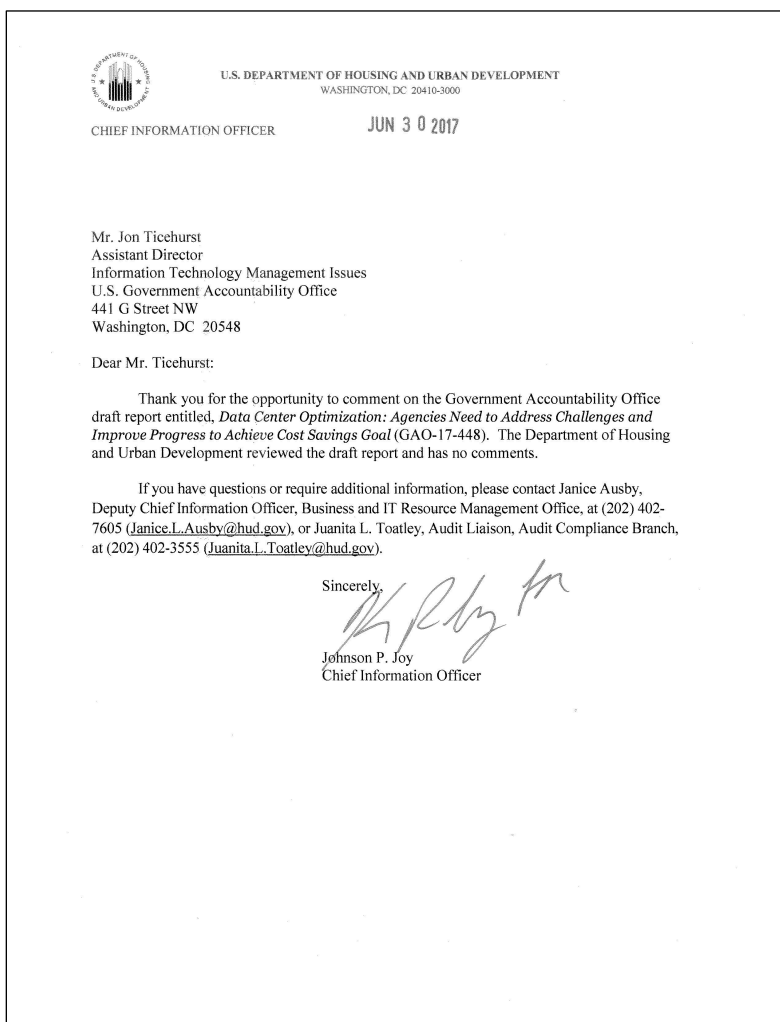 U.S. DEPARTMENT OF HOUSING AND URBAN DEVELOPMENT
U.S. DEPARTMENT OF HOUSING AND URBAN DEVELOPMENT
WASHINGTON, DC 20410-3000
CHIEF INFORMATION OFFICER
JUN 3 0 2017
Mr. Jon Ticehurst
Assistant Director
Information Technology Management Issues
U.S. Government Accountability Office
441 G Street NW
Washington, DC 20548
Dear Mr. Ticehurst:
Thank you for the opportunity to comment on the Government Accountability Office
draft report entitled, Data Center Optimization: Agencies Need to Address Challenges and
Improve Progress to Achieve Cost Savings Goal (GAO-17-448). The Department of Housing
and Urban Development reviewed the draft report and has no comments.
If you have questions or require additional information, please contact Janice Ausby,
Deputy Chief Information Officer, Business and IT Resource Management Office, at (202) 402-
7605 (Janice.L.Ausby@hud.gov), or Juanita L. Toatley, Audit Liaison, Audit Compliance Branch,
at (202) 402-3555 (Juanita.L.Toatley@hud.gov).
Sincerely,
for
Johnson P. Joy
Chief Information Officer